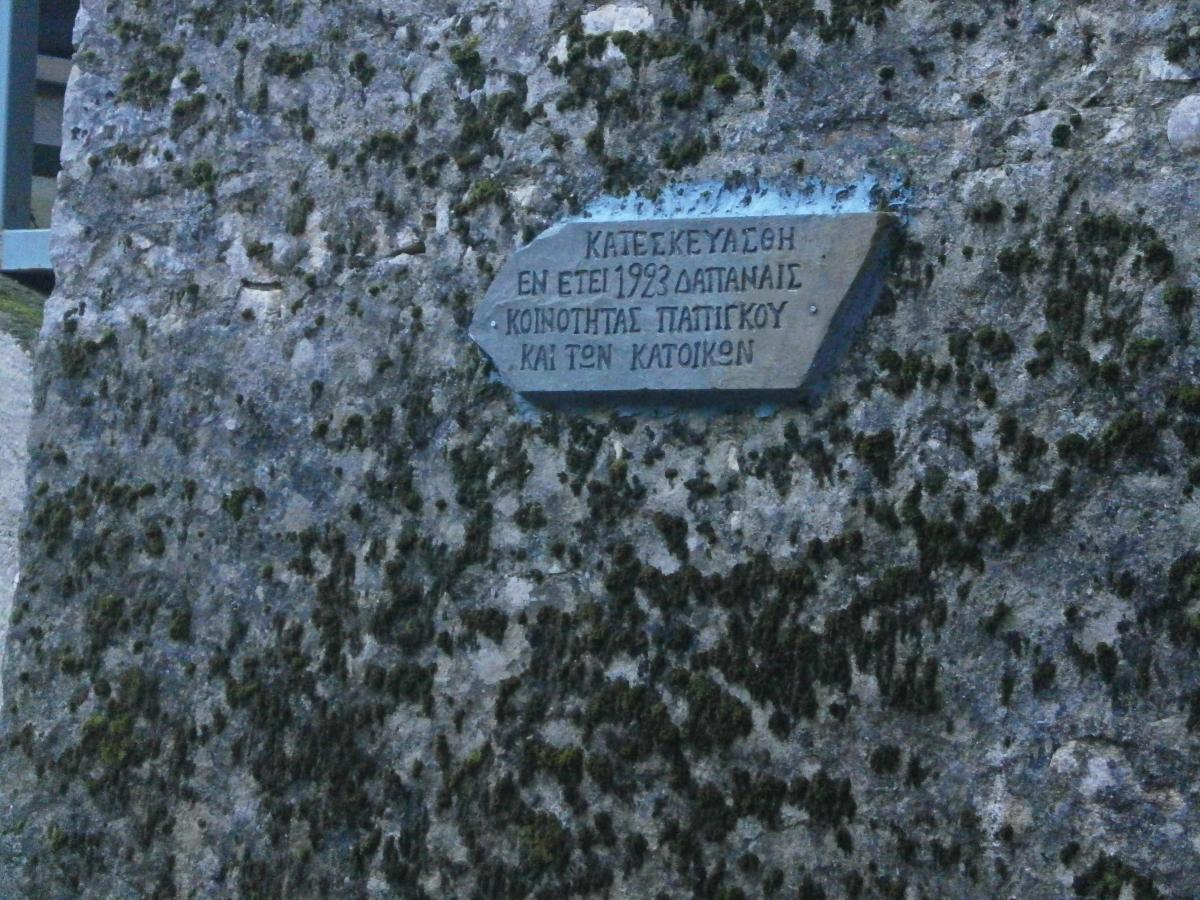 ΚΑΤΕΣΚΕΥΑΣΘΗ
ΕΝ ΕΤΕΙ 1923 ΔΑΠΑΝΑΙΣ
ΚΟΙΝΟΤΗΤΑΣ ΠΑΠΙΓΚΟΥ
ΚΑΙ ΤΩΝ ΚΑΤΟΙΚΩΝ